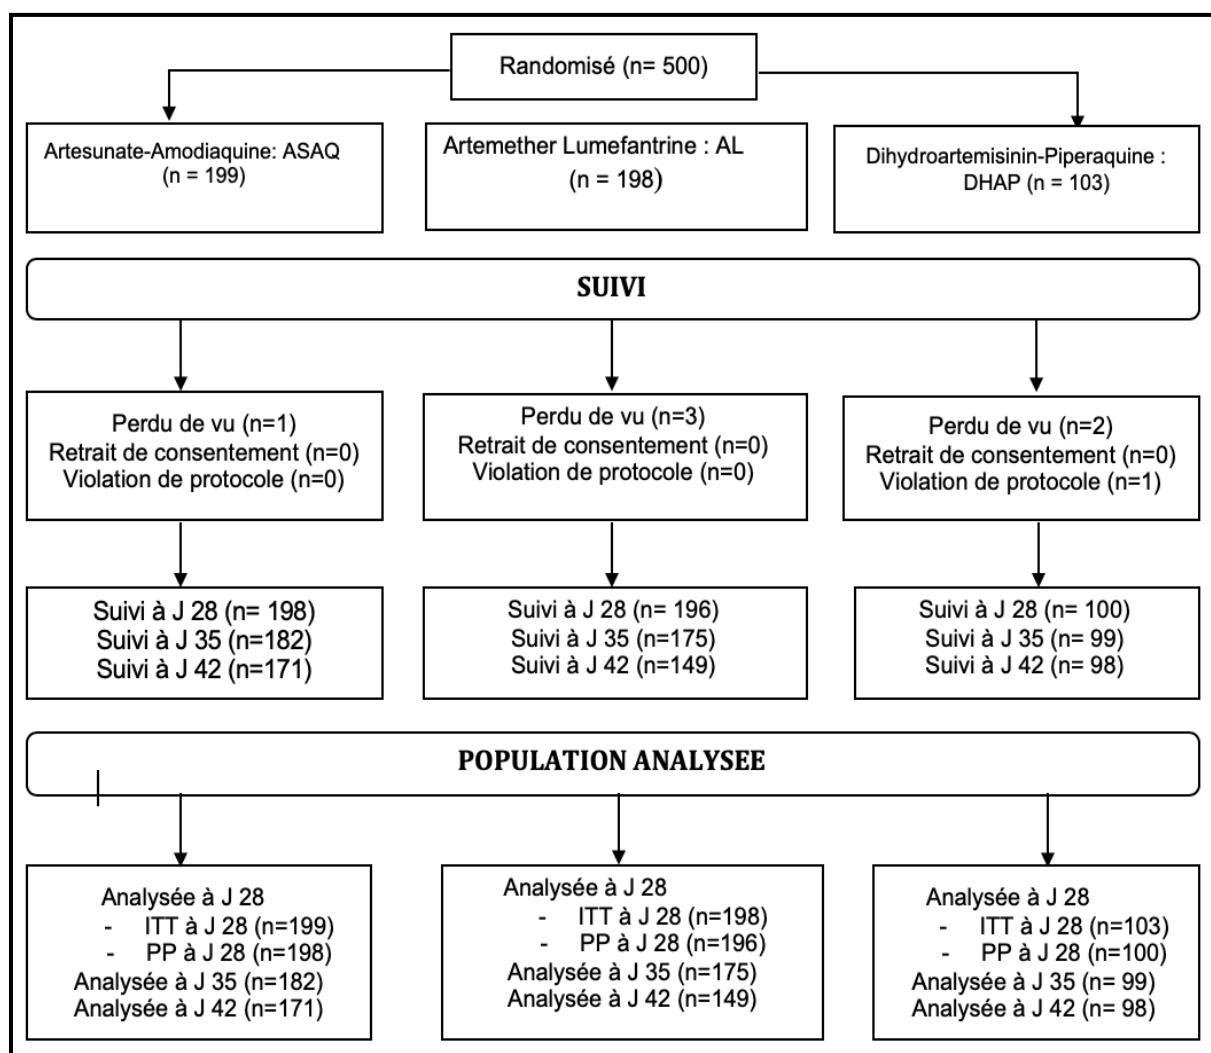 Randomisé (n= 500)
Artesunate-Amodiaquine: ASAQ
(n = 199)
Artemether Lumefantrine : AL
(n = 198)
Dihydroartemisinin-Piperaquine :
DHAP (n = 103)
SUIVI
Perdu de vu (n=1)
Retrait de consentement (n=0)
Violation de protocole (n=0)
Perdu de vu (n=3)
Retrait de consentement (n=0)
Violation de protocole (n=0)
Perdu de vu (n=2)
Retrait de consentement (n=0)
Violation de protocole (n=1)
Suivi à J 28 (n= 198)
Suivi à J 35 (n=182)
Suivi à J 42 (n=171)
Suivi à J 28 (n= 196)
Suivi à J 35 (n=175)
Suivi à J 42 (n=149)
Suivi à J 28 (n= 100)
Suivi à J 35 (n= 99)
Suivi à J 42 (n= 98)
POPULATION ANALYSEE
Analysée à J 28
- ITT à J 28 (n=199)
- PP à J 28 (n=198)
Analysée à J 35 (n=182)
Analysée à J 42 (n=171)
Analysée à J 28
- ITT à J 28 (n=198)
- PP à J 28 (n=196)
Analysée à J 35 (n=175)
Analysée à J 42 (n=149)
Analysée à J 28
- ITT à J 28 (n=103)
- PP à J 28 (n=100)
Analysée à J 35 (n= 99)
Analysée à J 42 (n= 98)